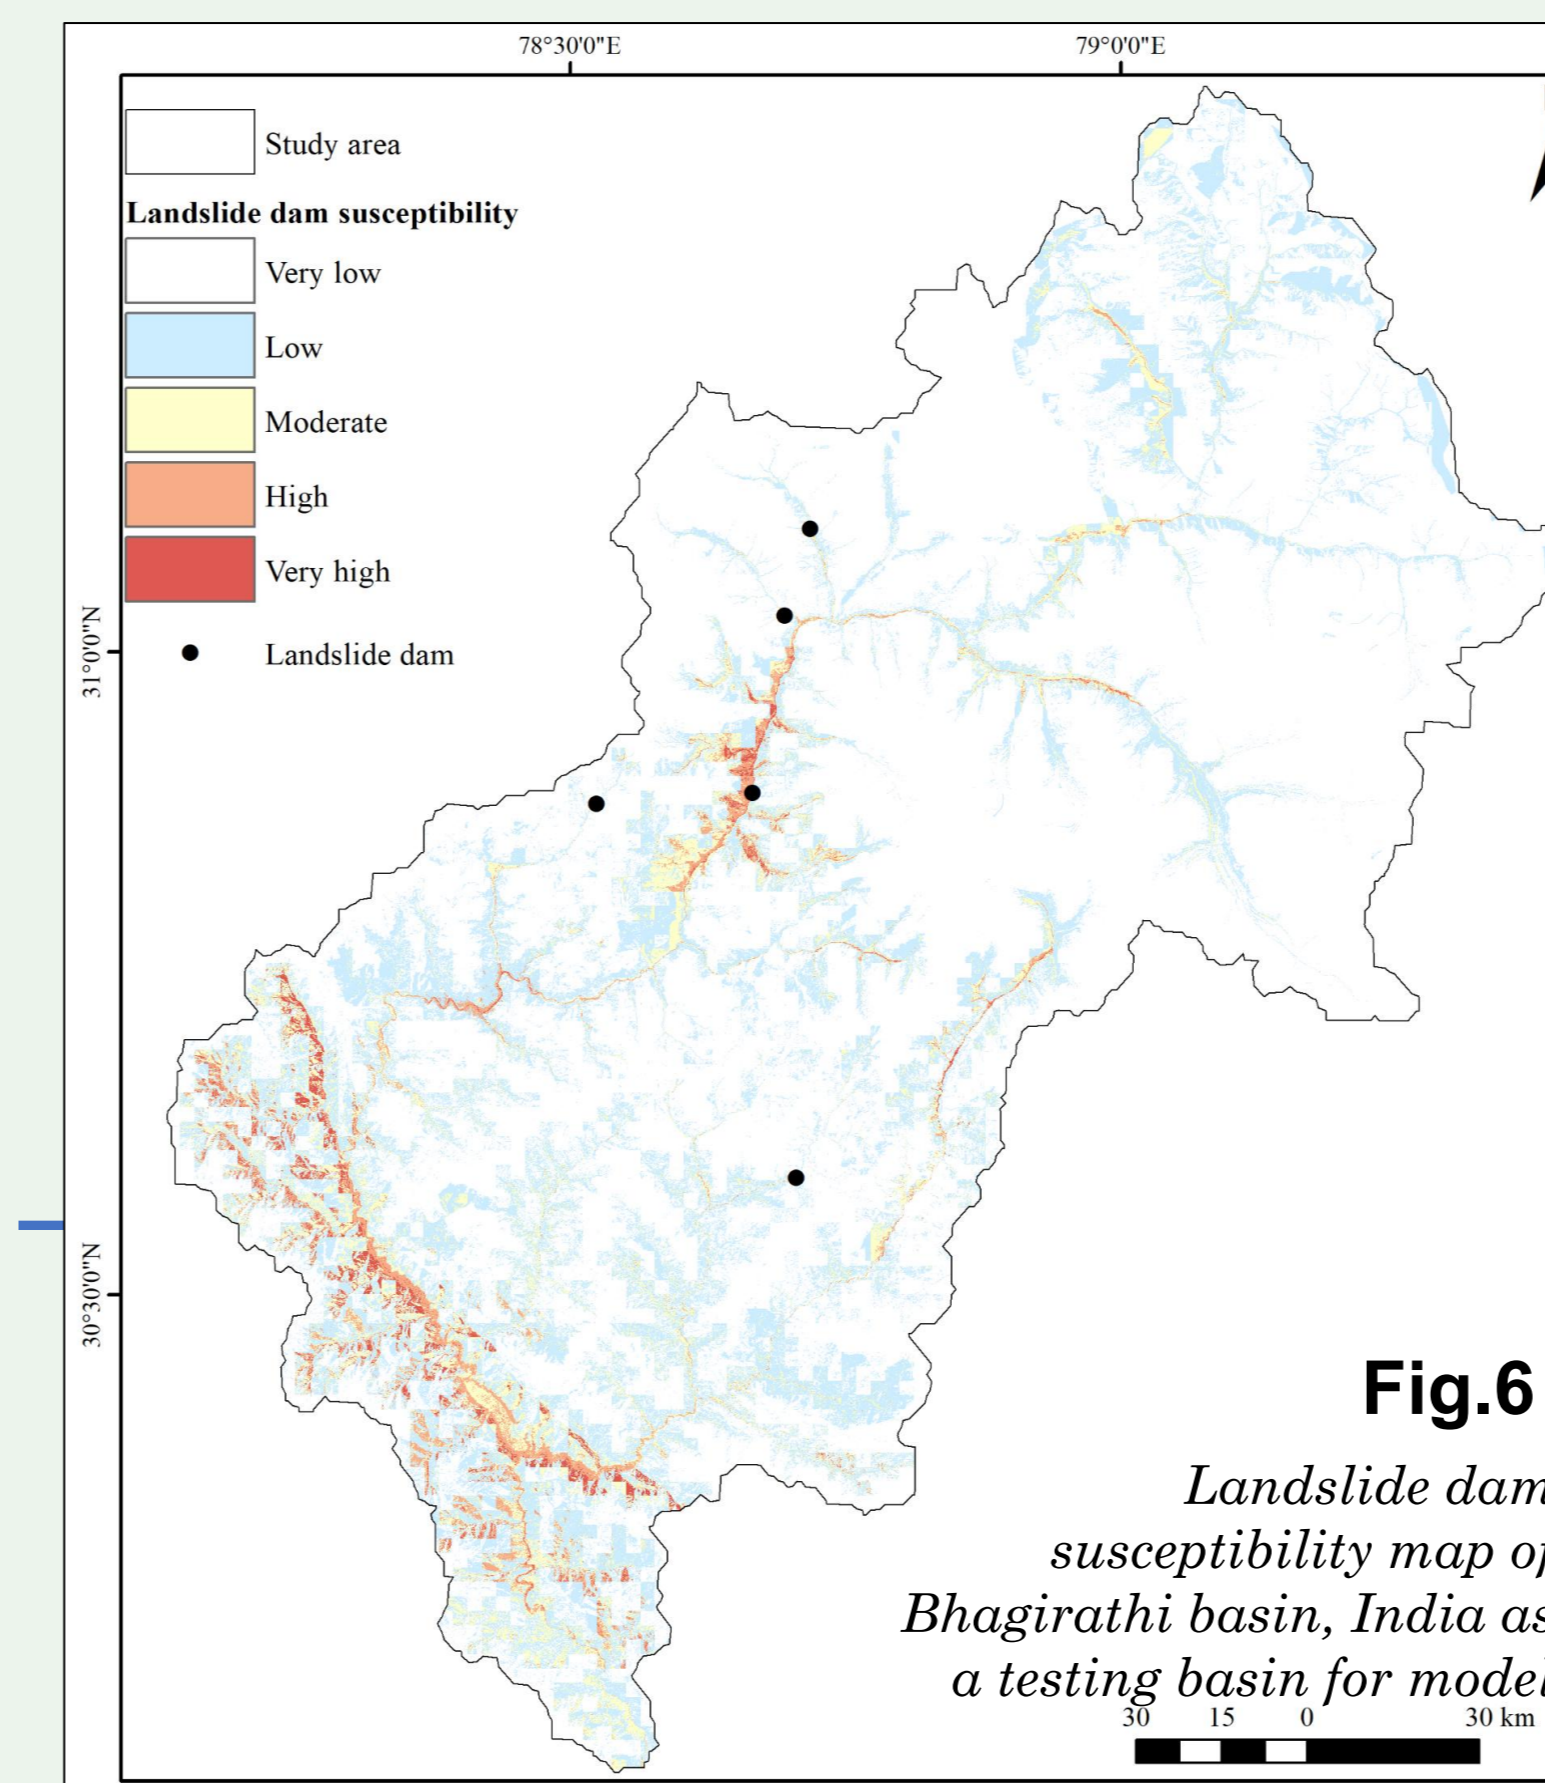 78°30'0"E
79°0'0"E
Study area
Landslide dam susceptibility
Very low
Low
Moderate
High
Very high
Landslide dam
31°0'0"N
30°30'0"N
Fig.6
Landslide dam
susceptibility map of
Bhagirathi basin, India as
a testing basin for model
30 15 0 30 km